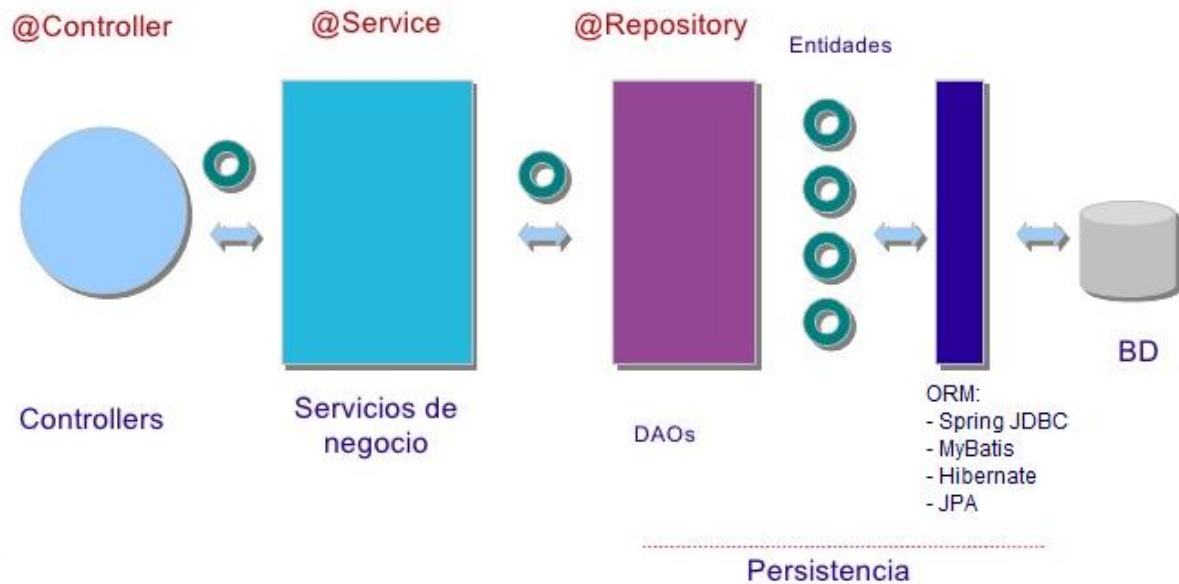 @Controller
@Service
@Repository
Entidades
Controllers
Servicios de
negocio
DAOs
ORM:
- Spring JDBC
- MyBatis
- Hibernate
- JPA
BD
Persistencia